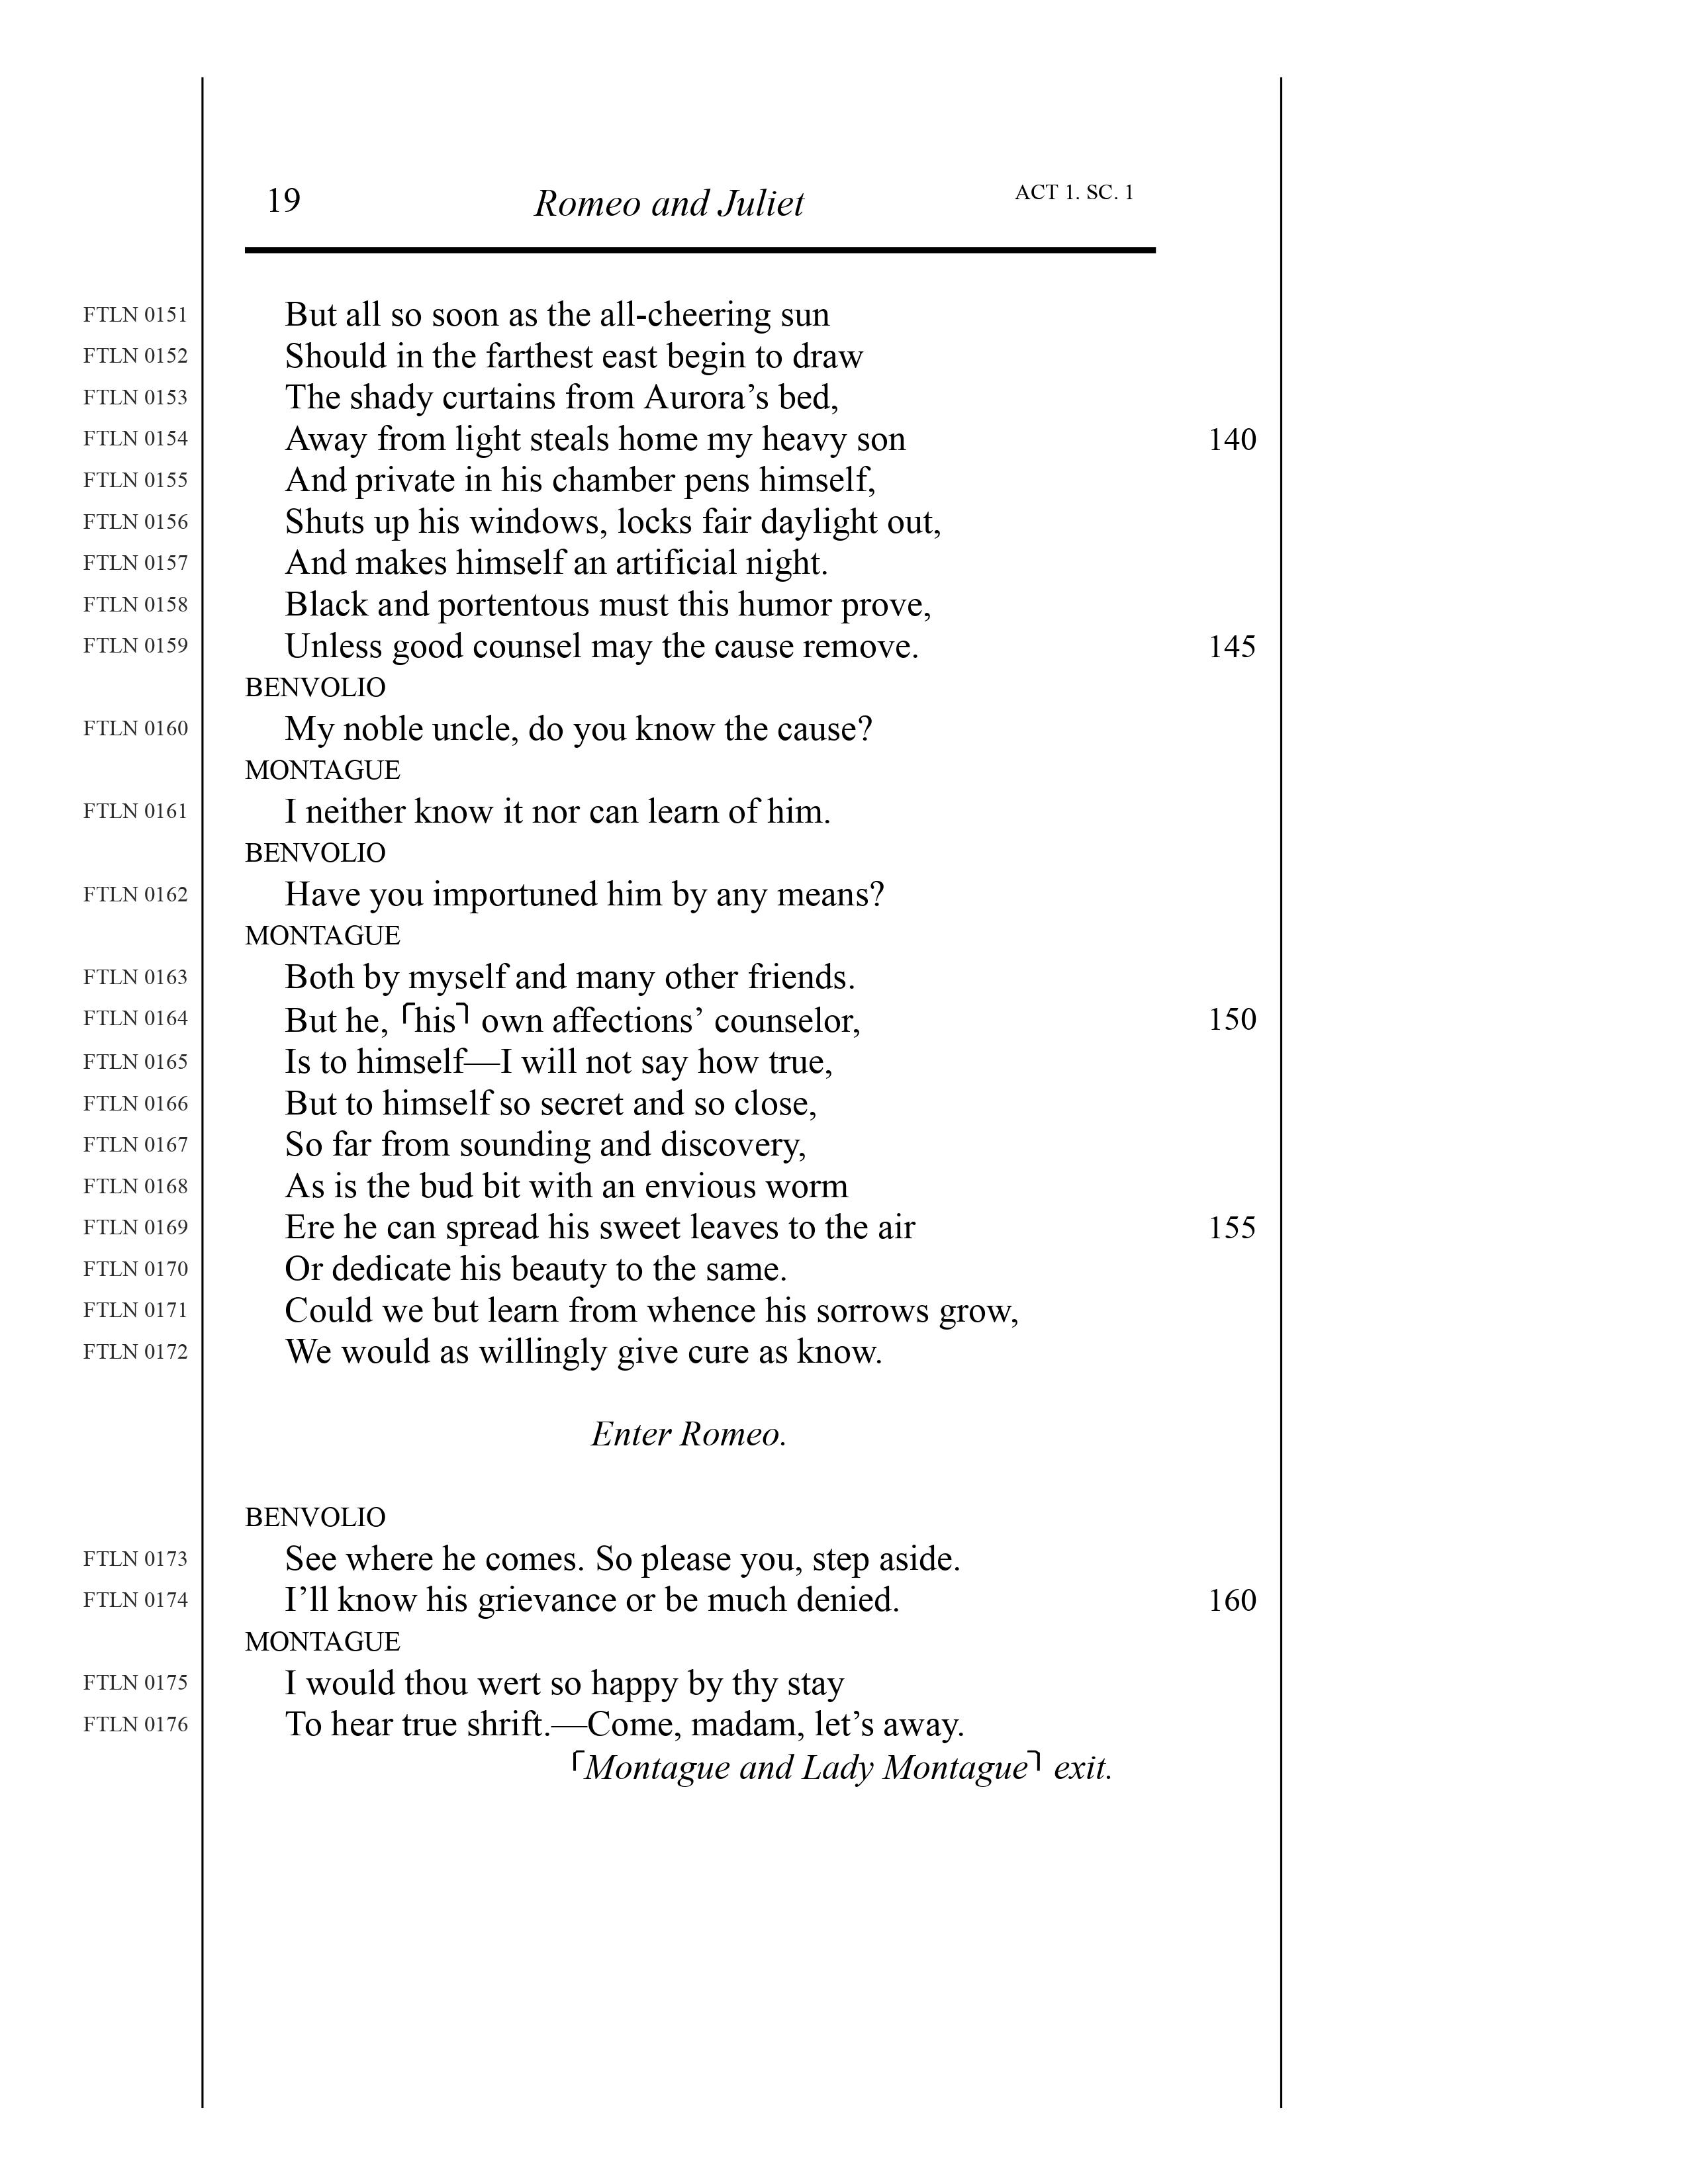 19 Romeo and Juliet ACT 1. SC. 1
FTLN 0151 But all so soon as the all-cheering sun
FTLN 0152 Should in the farthest east begin to draw
FTLN 0153 The shady curtains from Aurora’s bed,
FTLN 0154 Away from light steals home my heavy son 140
FTLN 0155 And private in his chamber pens himself,
FTLN 0156 Shuts up his windows, locks fair daylight out,
FTLN 0157 And makes himself an artificial night.
FTLN 0158 Black and portentous must this humor prove,
FTLN 0159 Unless good counsel may the cause remove. 145
BENVOLIO
FTLN 0160 My noble uncle, do you know the cause?
MONTAGUE
FTLN 0161 I neither know it nor can learn of him.
BENVOLIO
FTLN 0162 Have you importuned him by any means?
MONTAGUE
FTLN 0163 Both by myself and many other friends.
FTLN 0164 But he, ⌜his⌝ own affections’ counselor, 150
FTLN 0165 Is to himself—I will not say how true,
FTLN 0166 But to himself so secret and so close,
FTLN 0167 So far from sounding and discovery,
FTLN 0168 As is the bud bit with an envious worm
FTLN 0169 Ere he can spread his sweet leaves to the air 155
FTLN 0170 Or dedicate his beauty to the same.
FTLN 0171 Could we but learn from whence his sorrows grow,
FTLN 0172 We would as willingly give cure as know.
Enter Romeo.
BENVOLIO
FTLN 0173 See where he comes. So please you, step aside.
FTLN 0174 I’ll know his grievance or be much denied. 160
MONTAGUE
FTLN 0175 I would thou wert so happy by thy stay
FTLN 0176 To hear true shrift.—Come, madam, let’s away.
⌜Montague and Lady Montague⌝ exit.